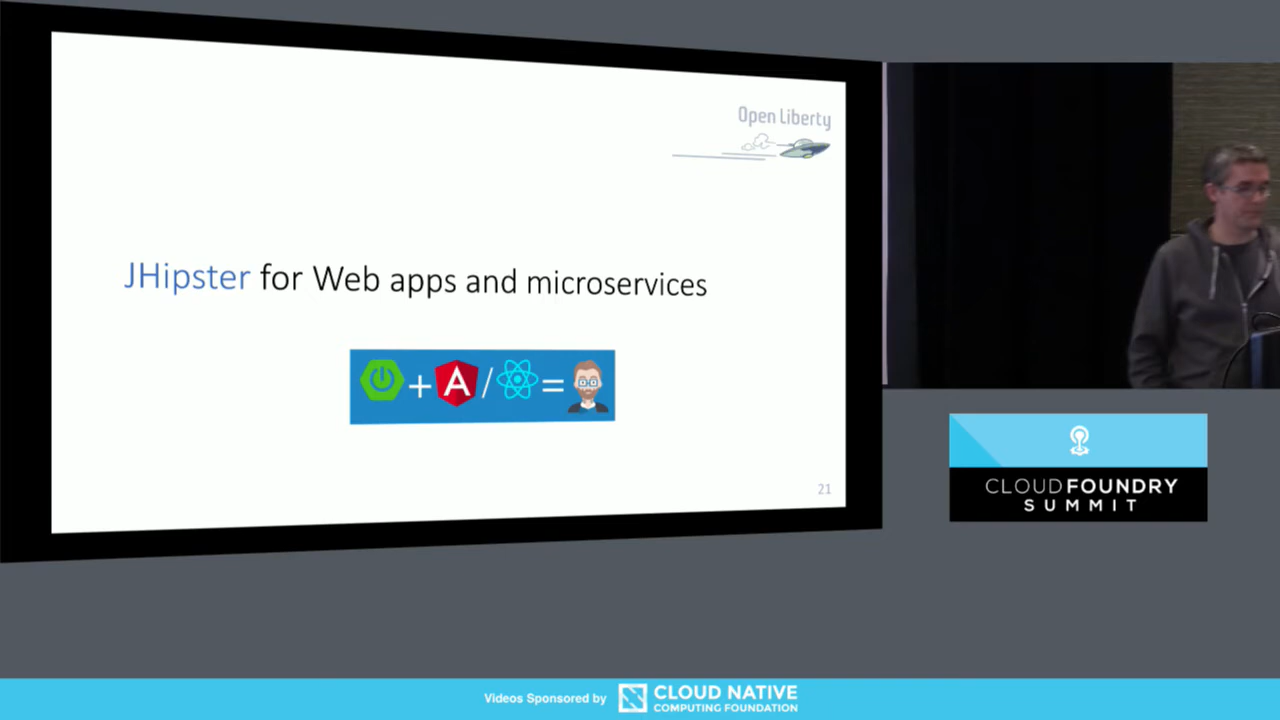 Open Liberty
JHipster for Web apps and microservices
+ A / =
21
CLOUD FOUNDRY
SUMMIT
Videos Sponsored by
CLOUD NATIVE
COMPUTING FOUNDATION